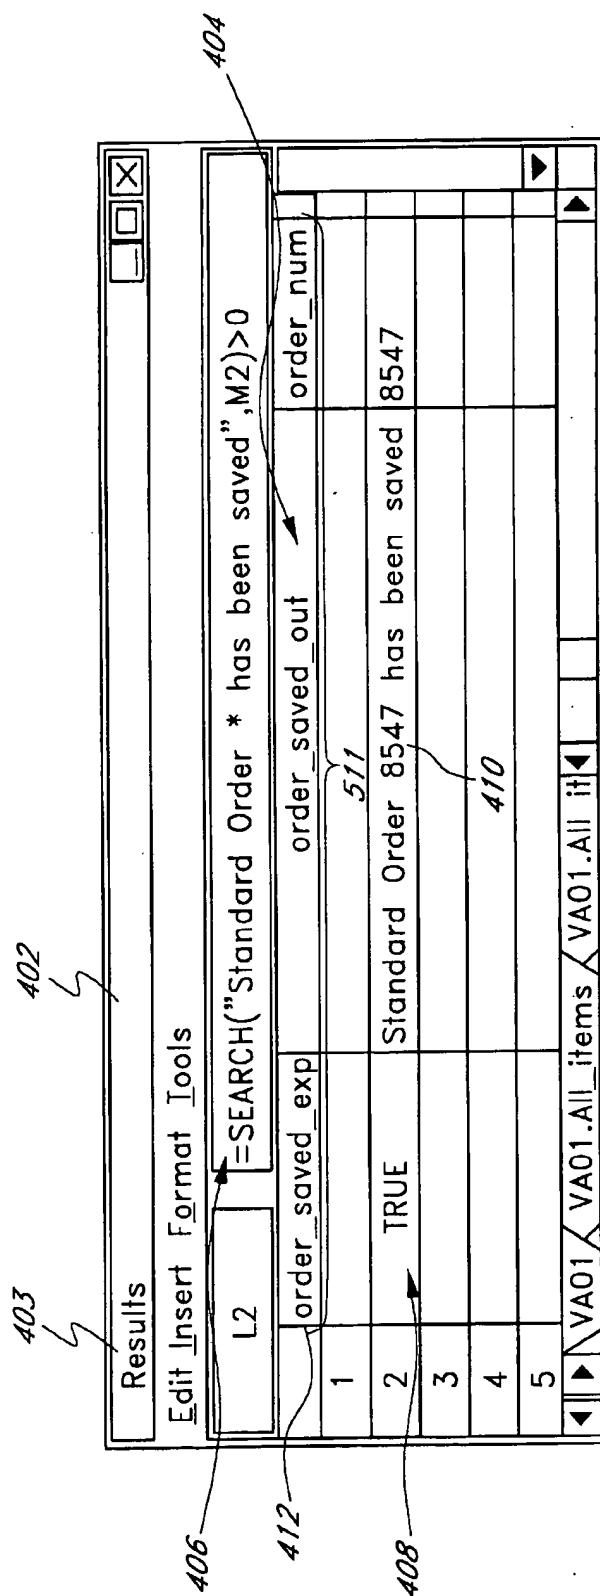 402
403
Results
Edit Insert Format Tools
406
L2
=SEARCH("Standard Order * has been saved",M2)>0
404
412
order_saved_exp
order_saved_out
order_num
1
511
408
2
TRUE
Standard Order 8547 has been saved
8547
3
410
4
5
VA01
VA01.All_items
VA01.All it